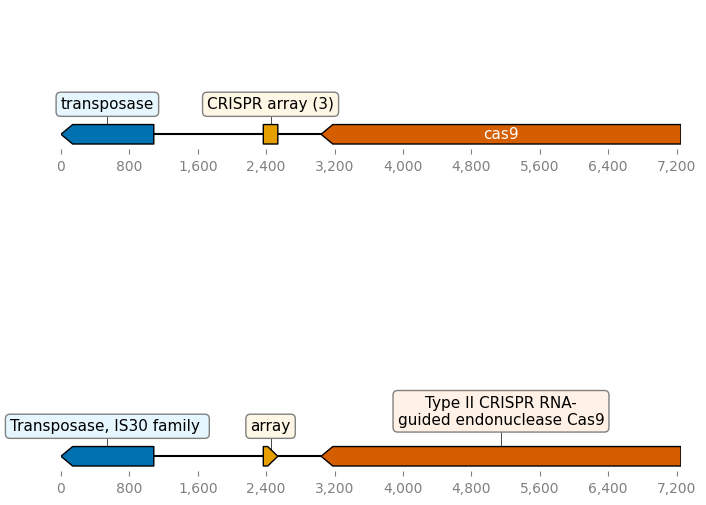 transposase CRISPR array (3)
cas9
0 800 1,600 2,400 3,200 4,000 4,800 5,600 6,400 7,200
Type II CRISPR RNA-
guided endonuclease Cas9
Transposase, IS30 family array
0 800 1,600 2,400 3,200 4,000 4,800 5,600 6,400 7,200